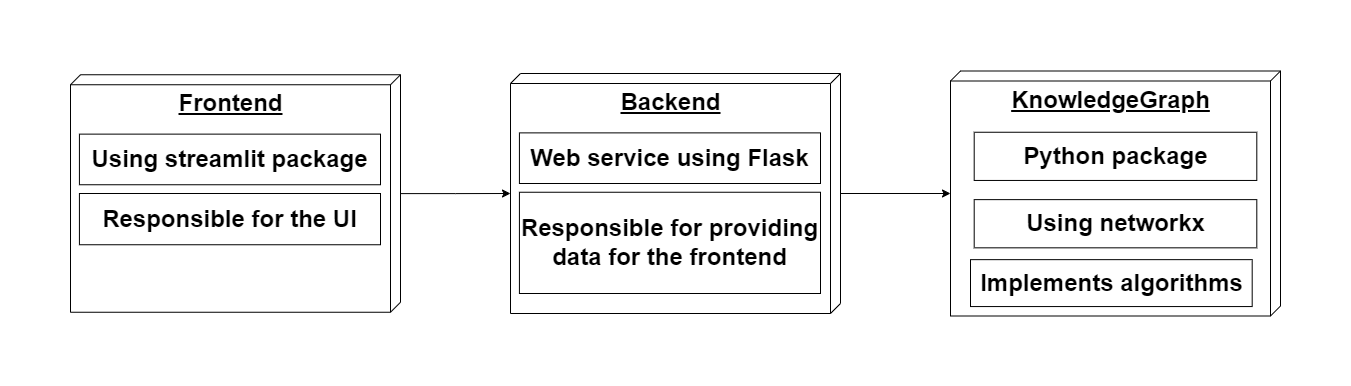 Frontend
Using streamlit package
Responsible for the UI
Backend
Web service using Flask
Responsible for providing
data for the frontend
KnowledgeGraph
Python package
Using networkx
Implements algorithms